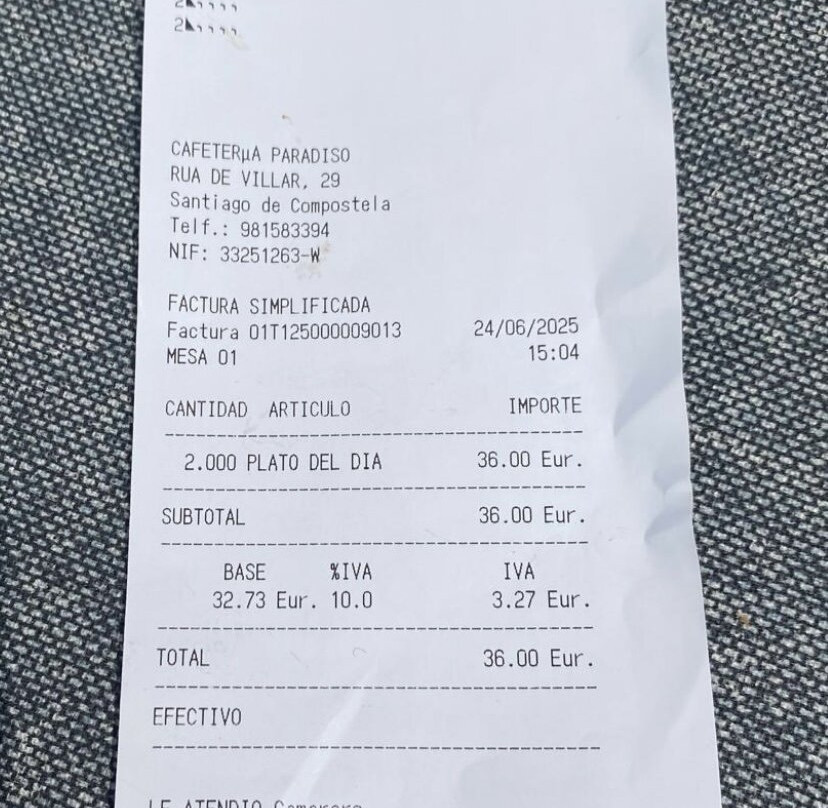 CAFETERµA PARADISO
RUA DE VILLAR, 29
Santiago de Compostela
Telf.: 981583394
NIF: 33251263-W
FACTURA SIMPLIFICADA
Factura 01T125000009013 24/06/2025
MESA 01 15:04
CANTIDAD ARTICULO IMPORTE
2.000 PLATO DEL DIA 36.00 Eur.
SUBTOTAL 36.00 Eur.
BASE %IVA IVA
32.73 Eur. 10.0 3.27 Eur.
TOTAL 36.00 Eur.
EFECTIVO
LE ATENDIO